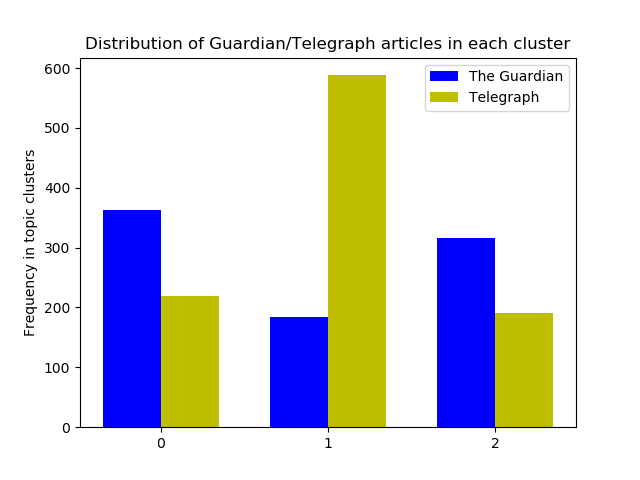 Distribution of Guardian/Telegraph articles in each cluster
The Guardian
Telegraph
Frequency in topic clusters
600
500
400
300
200
100
0
0 1 2